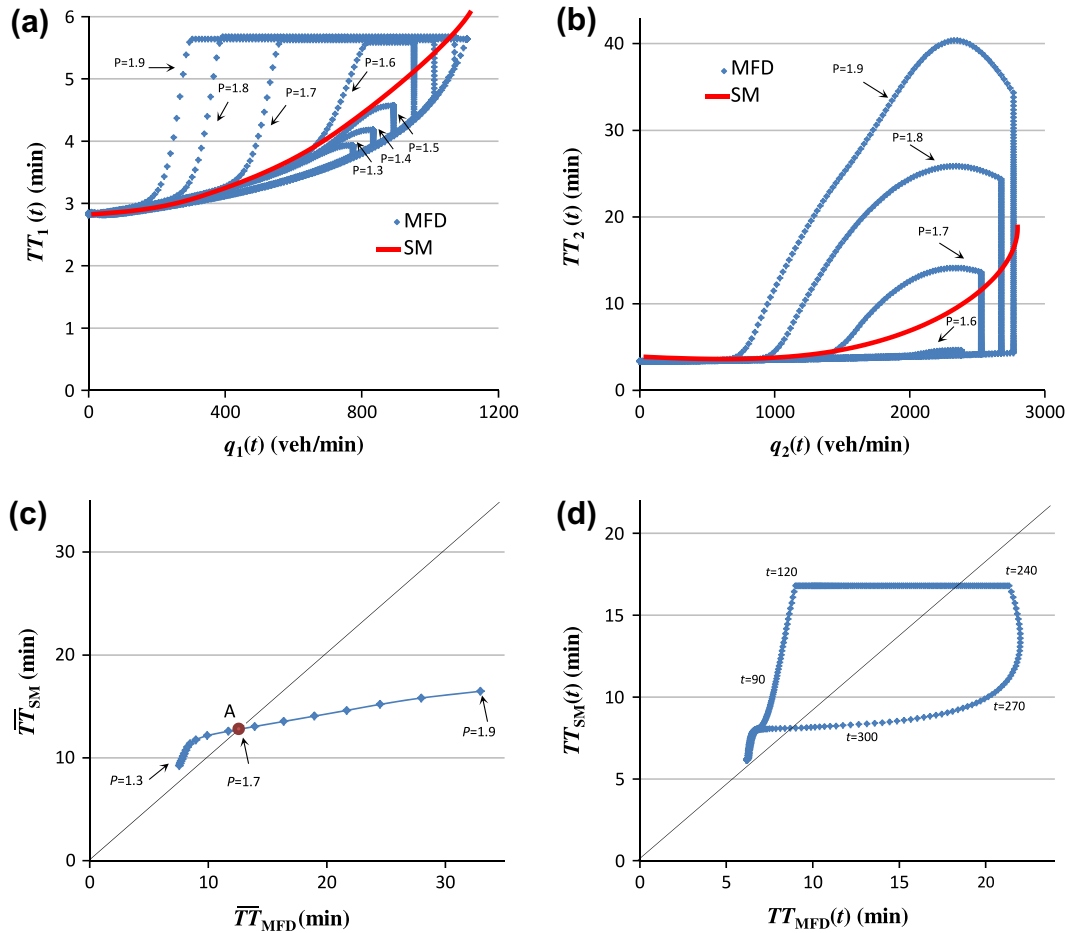 (a)
6
5
4
3
2
1
0
TT1 (t) (min)
P=1.9
P=1.8
P=1.7
P=1.6
P=1.5
P=1.4
P=1.3
MFD
SM
0 400 800 1200
q1(t) (veh/min)
(b)
40
30
20
10
0
TT2 (t) (min)
MFD
SM
P=1.9
P=1.8
P=1.7
P=1.6
0 1000 2000 3000
q2(t) (veh/min)
(c)
30
20
10
0
T̅T̅SM (min)
A
P=1.3
P=1.7
P=1.9
0 10 20 30
T̅T̅MFD (min)
(d)
20
15
10
5
0
TTSM(t) (min)
t=120
t=240
t=90
t=270
t=300
0 5 10 15 20
TTMFD(t) (min)